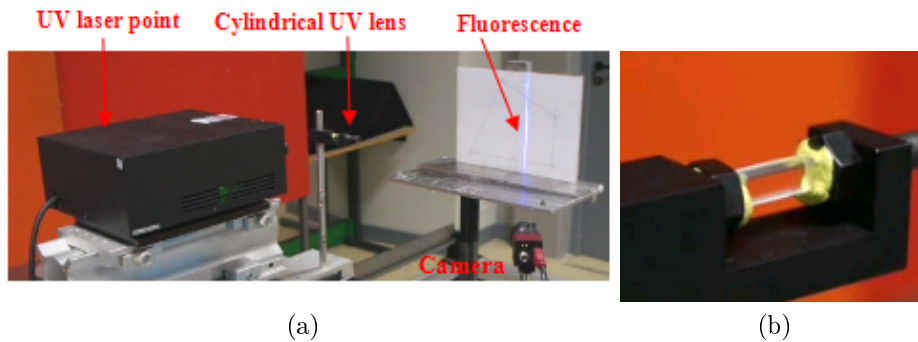 UV laser point
Cylindrical UV lens
Fluorescence
Camera
(a)
(b)